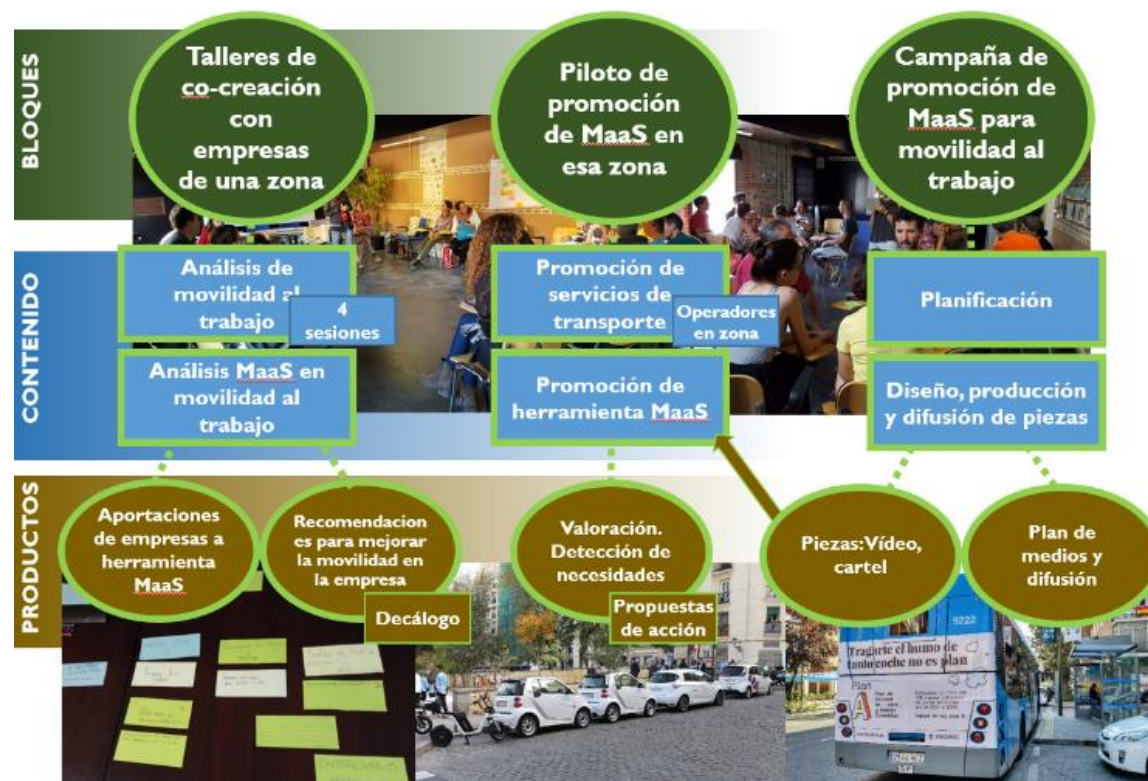 BLOQUES
Talleres de
co-creación
con
empresas
de una zona
Piloto de
promoción
de MaaS en
esa zona
Campaña de
promoción de
MaaS para
movilidad al
trabajo
CONTENIDO
Análisis de
movilidad al
trabajo
4
sesiones
Análisis MaaS en
movilidad al
trabajo
Promoción de
servicios de
transporte
Operadores
en zona
Promoción de
herramienta MaaS
Planificación
Diseño, producción
y difusión de piezas
PRODUCTOS
Aportaciones
de empresas a
herramienta
MaaS
Recomendacion
es para mejorar
la movilidad en
la empresa
Decálogo
Valoración.
Detección de
necesidades
Propuestas
de acción
Piezas:Vídeo,
cartel
Plan de
medios y
difusión
9222
Tragarte el humo de
tanto coche no es plan
Plan
A